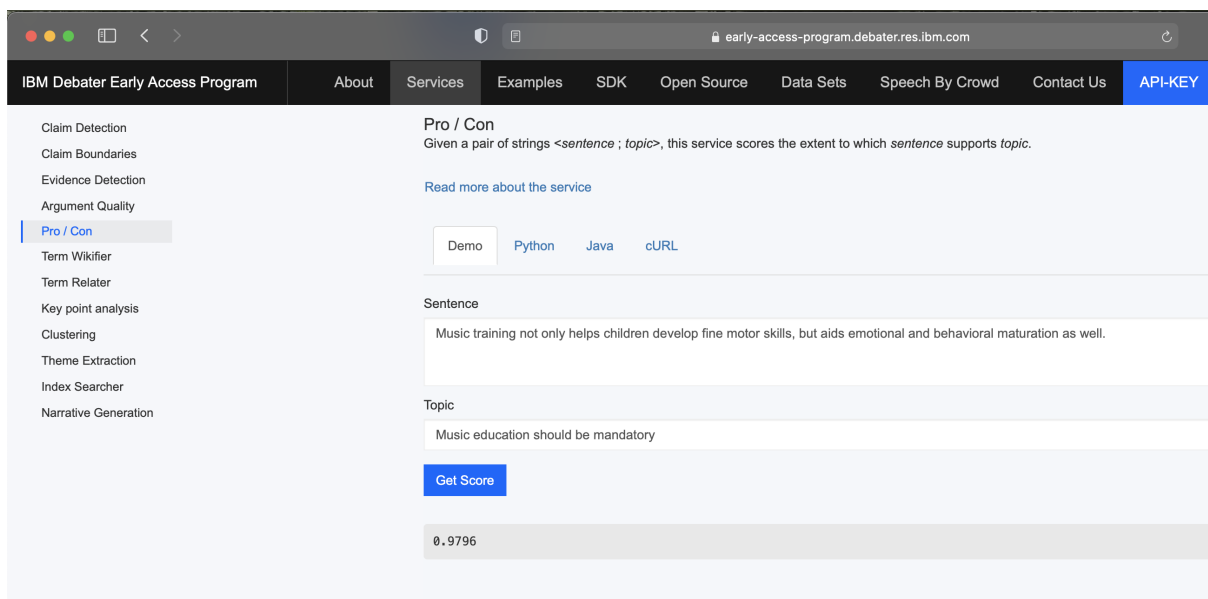 early-access-program.debater.res.ibm.com
IBM Debater Early Access Program About Services Examples SDK Open Source Data Sets Speech By Crowd Contact Us API-KEY
Claim Detection
Claim Boundaries
Evidence Detection
Argument Quality
Pro / Con
Term Wikifier
Term Relater
Key point analysis
Clustering
Theme Extraction
Index Searcher
Narrative Generation
Pro / Con
Given a pair of strings <sentence ; topic>, this service scores the extent to which sentence supports topic.
Read more about the service
Demo Python Java cURL
Sentence
Music training not only helps children develop fine motor skills, but aids emotional and behavioral maturation as well.
Topic
Music education should be mandatory
Get Score
0.9796